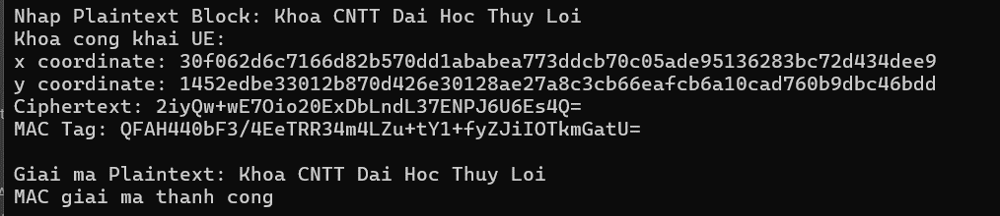 Nhap Plaintext Block: Khoa CNTT Dai Hoc Thuy Loi
Khoa cong khai UE:
x coordinate: 30f062d6c7166d82b570dd1ababea773ddcb70c05ade95136283bc72d434dee9
y coordinate: 1452edbe33012b870d426e30128ae27a8c3cb66eafcb6a10cad760b9dbc46bdd
Ciphertext: 2iyQw+wE7Oio20ExDbLndL37ENPJ6U6Es4Q=
MAC Tag: QFAH440bF3/4EeTRR34m4LZu+tY1+fyZJiIOTkmGatU=
Giai ma Plaintext: Khoa CNTT Dai Hoc Thuy Loi
MAC giai ma thanh cong